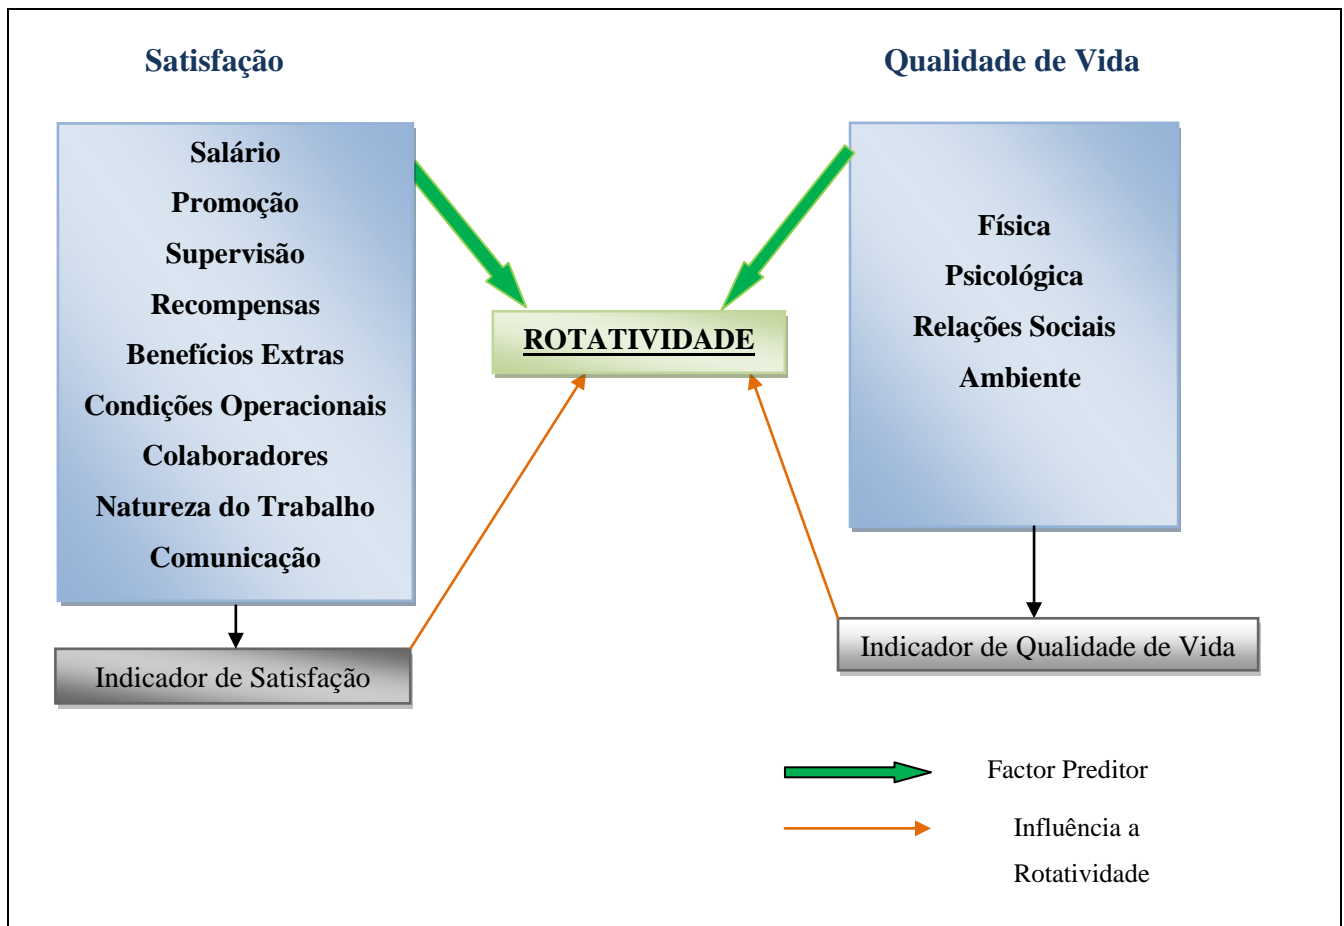 Satisfação
Qualidade de Vida
Salário
Promoção
Supervisão
Recompensas
Benefícios Extras
Condições Operacionais
Colaboradores
Natureza do Trabalho
Comunicação
Física
Psicológica
Relações Sociais
Ambiente
ROTATIVIDADE
Indicador de Satisfação
Indicador de Qualidade de Vida
Factor Preditor
Influência a
Rotatividade